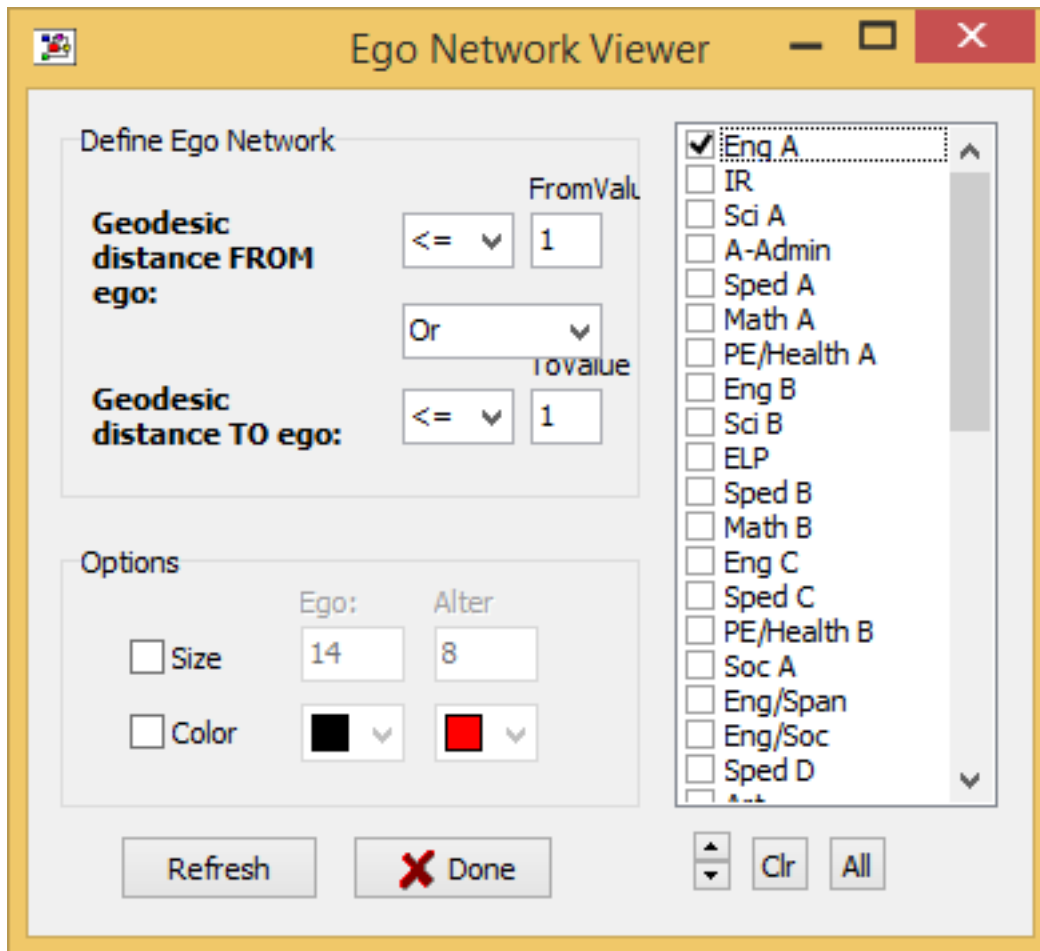 Ego Network Viewer
Define Ego Network
FromValu
Geodesic
distance FROM
ego:
<=
1
Or
ToValue
Geodesic
distance TO ego:
<=
1
Options
Ego:
Alter
Size
14
8
Color
Refresh
Done
Eng A
IR
Sci A
A-Admin
Sped A
Math A
PE/Health A
Eng B
Sci B
ELP
Sped B
Math B
Eng C
Sped C
PE/Health B
Soc A
Eng/Span
Eng/Soc
Sped D
Clr
All